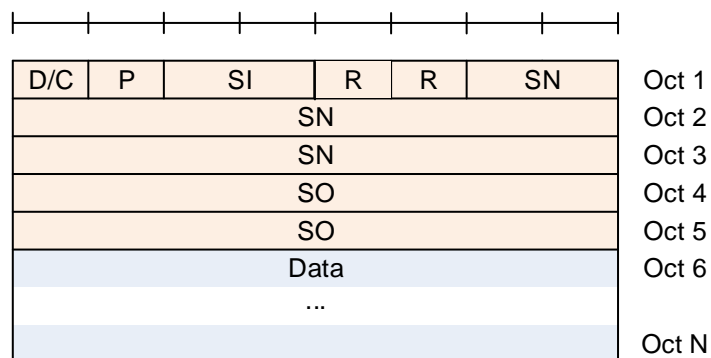 D/C P SI R R SN Oct 1
SN Oct 2
SN Oct 3
SO Oct 4
SO Oct 5
Data Oct 6
...
Oct N